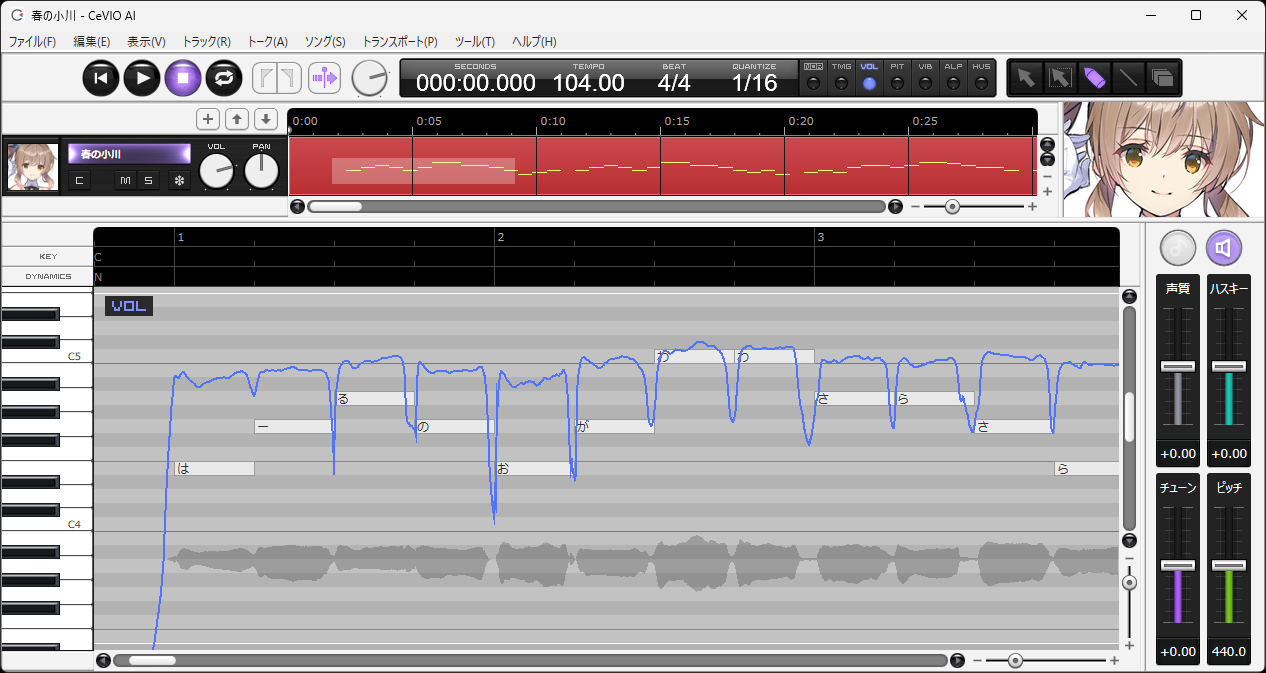 春の小川 - CeVIO AI
ファイル(F) 編集(E) 表示(V) トラック(R) トーク(A) ソング(S) トランスポート(P) ツール(T) ヘルプ(H)
SECONDS TEMPO BEAT QUANTIZE
000:00.000 104.00 4/4 1/16
NOR TMG VOL PIT VIB ALP HUS
0:00 0:05 0:10 0:15 0:20 0:25
春の小川
VOL PAN
C M S
1 2 3
KEY C
DYNAMICS N
VOL
C5
わ わ
る さ ら
ー の が さ
は お ら
C4
声質 ハスキー
+0.00 +0.00
チューン ピッチ
+0.00 440.0